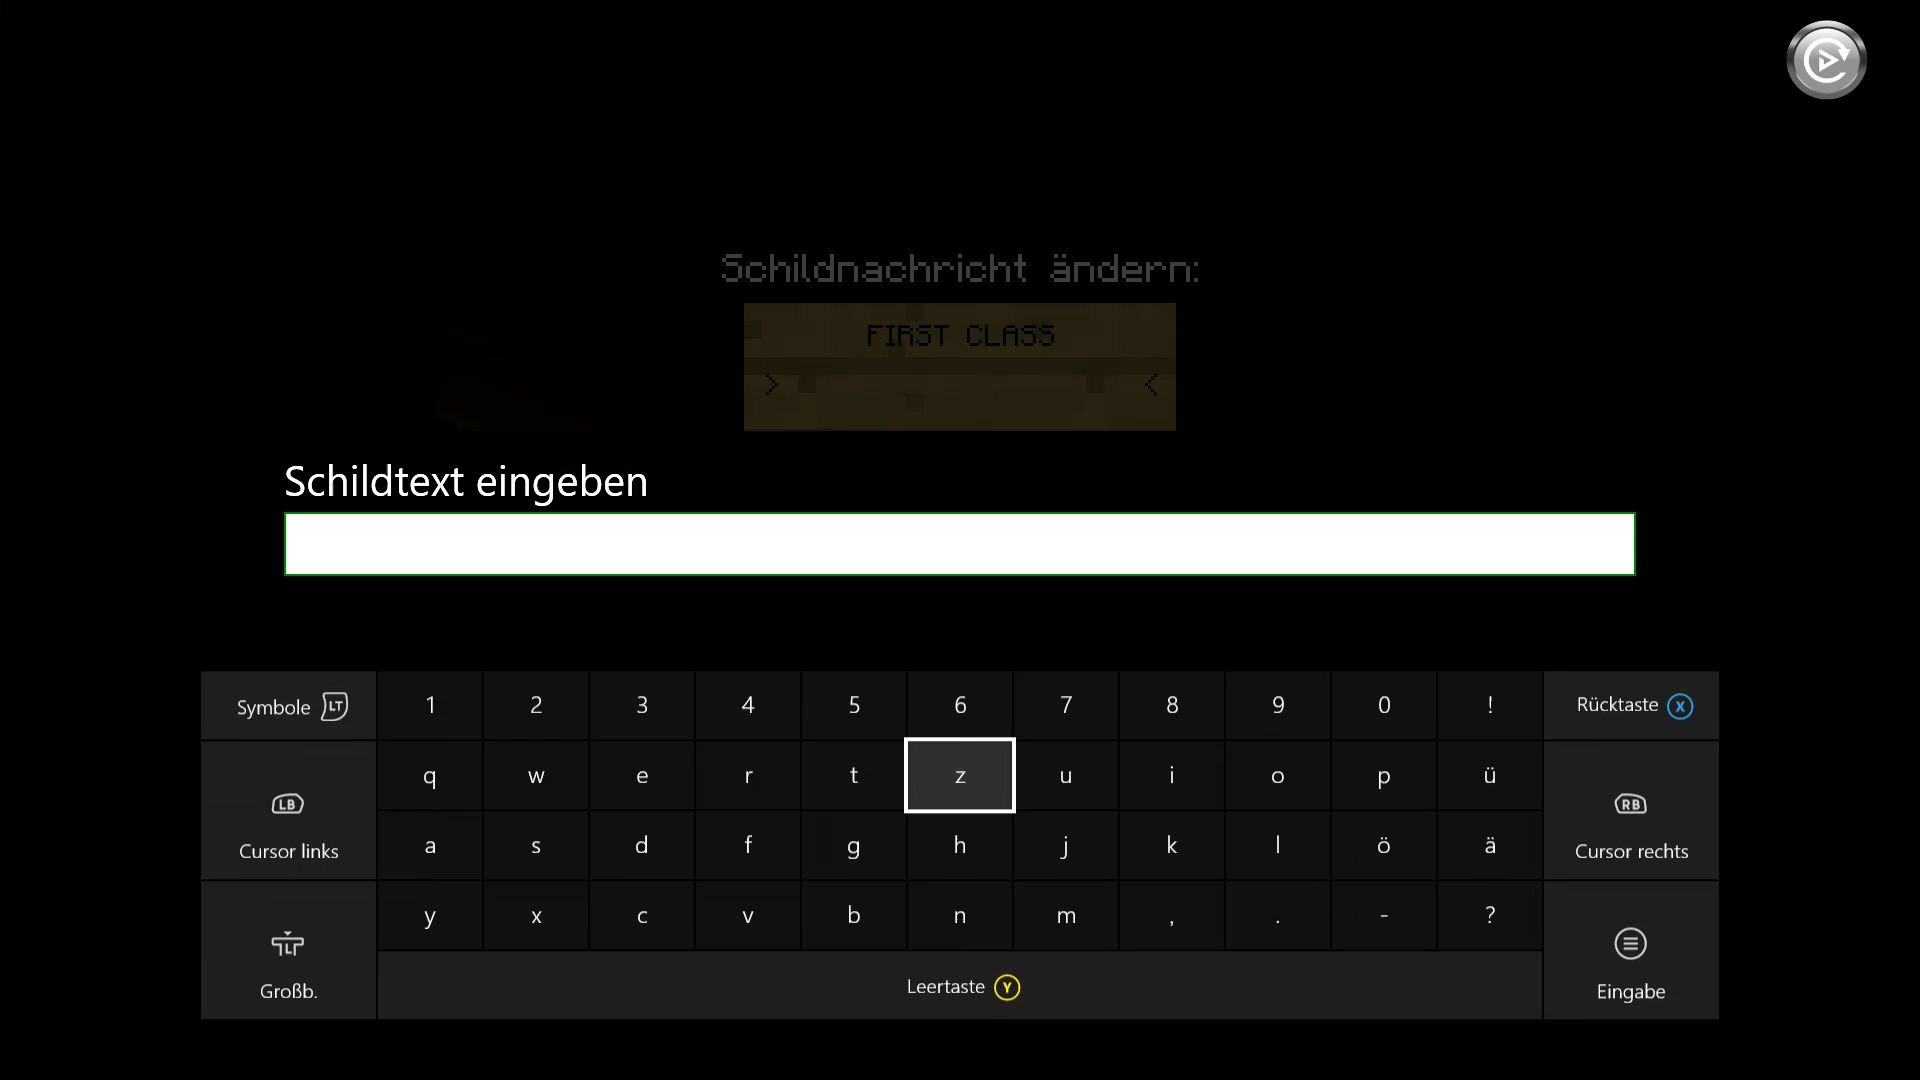 Schildnachricht ändern:
FIRST CLASS
> <
Schildtext eingeben
Symbole LT 1 2 3 4 5 6 7 8 9 0 ! Rücktaste X
q w e r t z u i o p ü
LB Cursor links a s d f g h j k l ö ä RB Cursor rechts
y x c v b n m , . - ?
L Großb. Leertaste Y Eingabe